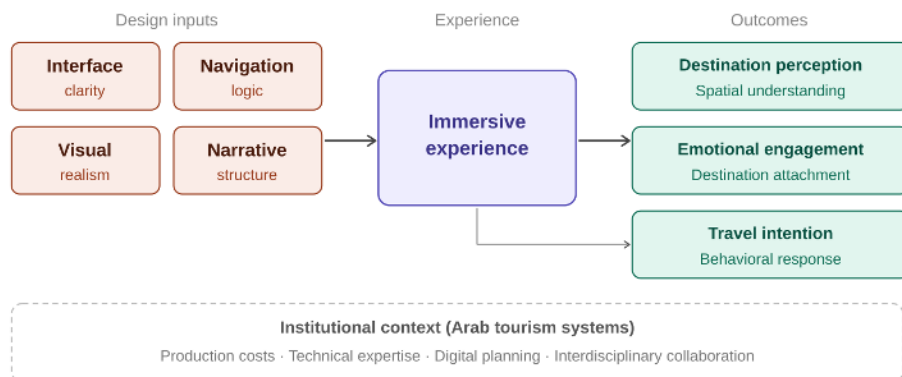 Design inputs
Experience
Outcomes
Interface
clarity
Navigation
logic
Visual
realism
Narrative
structure
Immersive
experience
Destination perception
Spatial understanding
Emotional engagement
Destination attachment
Travel intention
Behavioral response
Institutional context (Arab tourism systems)
Production costs · Technical expertise · Digital planning · Interdisciplinary collaboration